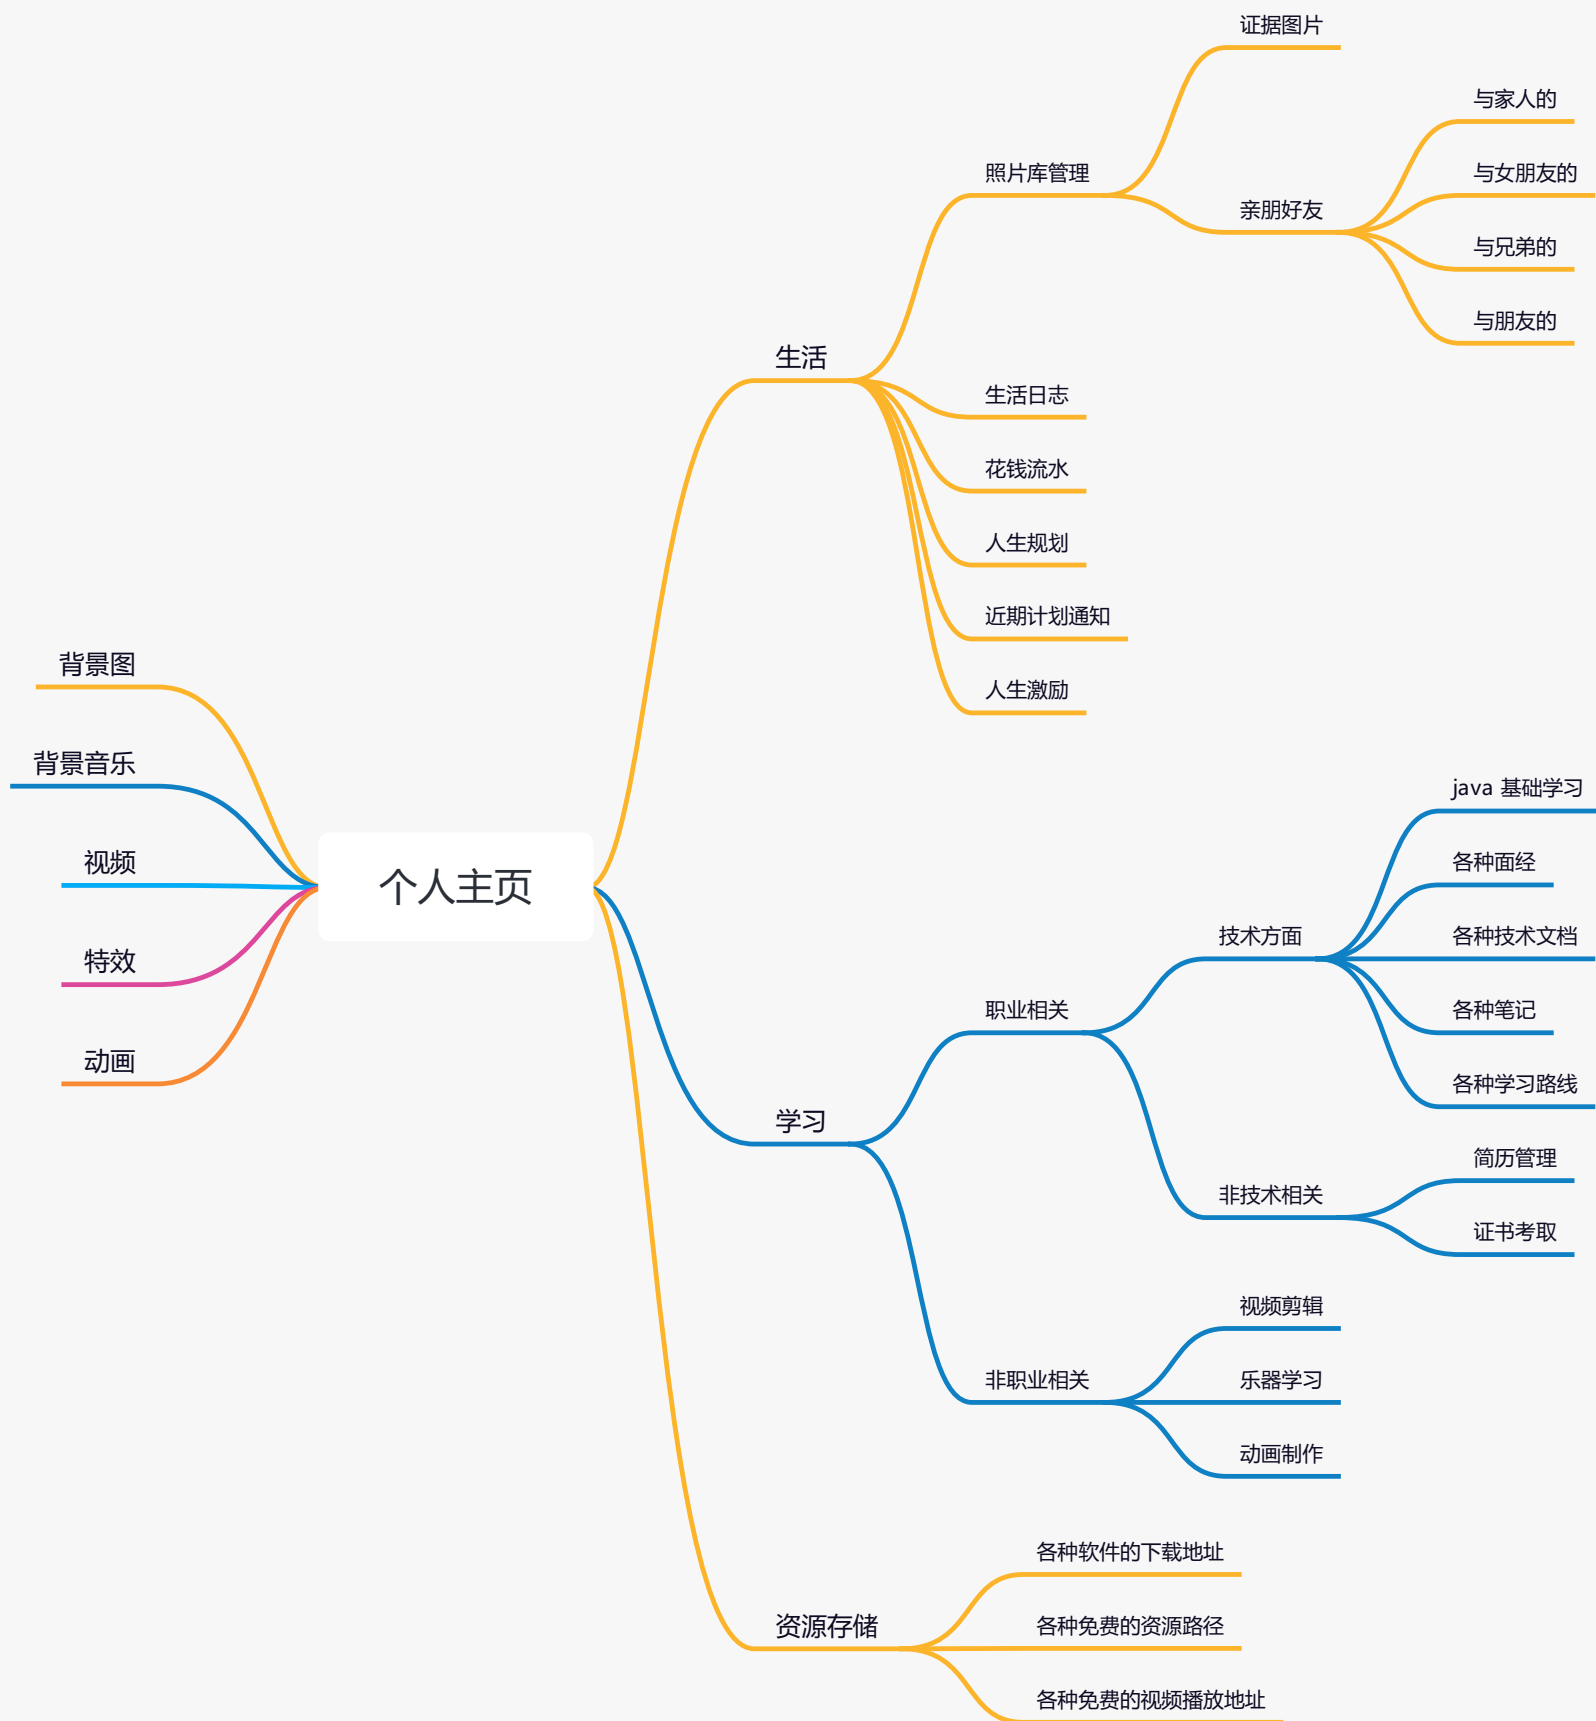 个人主页
背景图
背景音乐
视频
特效
动画
生活
照片库管理
证据图片
亲朋好友
与家人的
与女朋友的
与兄弟的
与朋友的
生活日志
花钱流水
人生规划
近期计划通知
人生激励
学习
职业相关
技术方面
java 基础学习
各种面经
各种技术文档
各种笔记
各种学习路线
非技术相关
简历管理
证书考取
非职业相关
视频剪辑
乐器学习
动画制作
资源存储
各种软件的下载地址
各种免费的资源路径
各种免费的视频播放地址